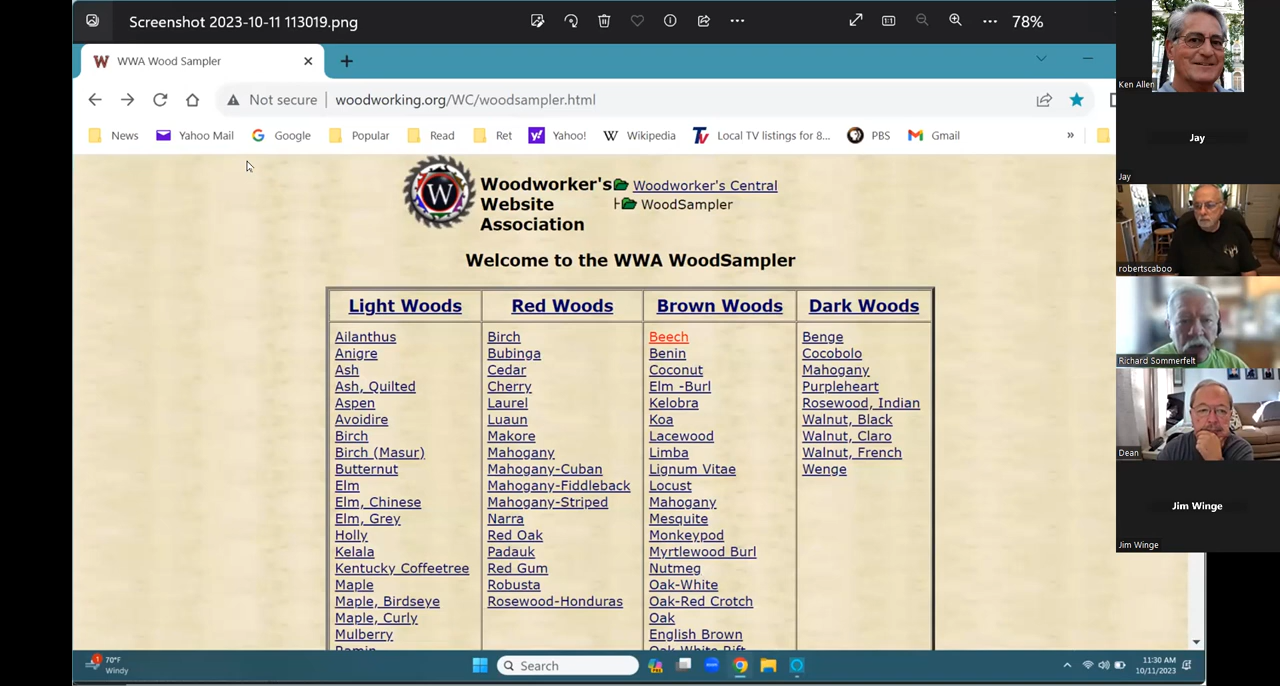 Screenshot 2023-10-11 113019.png
78%
WWA Wood Sampler
Not secure
woodworking.org/WC/woodsampler.html
News
Yahoo Mail
Google
Popular
Read
Ret
Yahoo!
Wikipedia
Local TV listings for 8...
PBS
Gmail
»
W
Woodworker's
Website
Association
Woodworker's Central
WoodSampler
Welcome to the WWA WoodSampler
Light Woods
Ailanthus
Anigre
Ash
Ash, Quilted
Aspen
Avoidire
Birch
Birch (Masur)
Butternut
Elm
Elm, Chinese
Elm, Grey
Holly
Kelala
Kentucky Coffeetree
Maple
Maple, Birdseye
Maple, Curly
Mulberry
Red Woods
Birch
Bubinga
Cedar
Cherry
Laurel
Luaun
Makore
Mahogany
Mahogany-Cuban
Mahogany-Fiddleback
Mahogany-Striped
Narra
Red Oak
Padauk
Red Gum
Robusta
Rosewood-Honduras
Brown Woods
Beech
Benin
Coconut
Elm -Burl
Kelobra
Koa
Lacewood
Limba
Lignum Vitae
Locust
Mahogany
Mesquite
Monkeypod
Myrtlewood Burl
Nutmeg
Oak-White
Oak-Red Crotch
Oak
English Brown
Dark Woods
Benge
Cocobolo
Mahogany
Purpleheart
Rosewood, Indian
Walnut, Black
Walnut, Claro
Walnut, French
Wenge
Ken Allen
Jay
Jay
robertscaboo
Richard Sommerfelt
Dean
Jim Winge
Jim Winge
1
70°F
Windy
Search
11:30 AM
10/11/2023